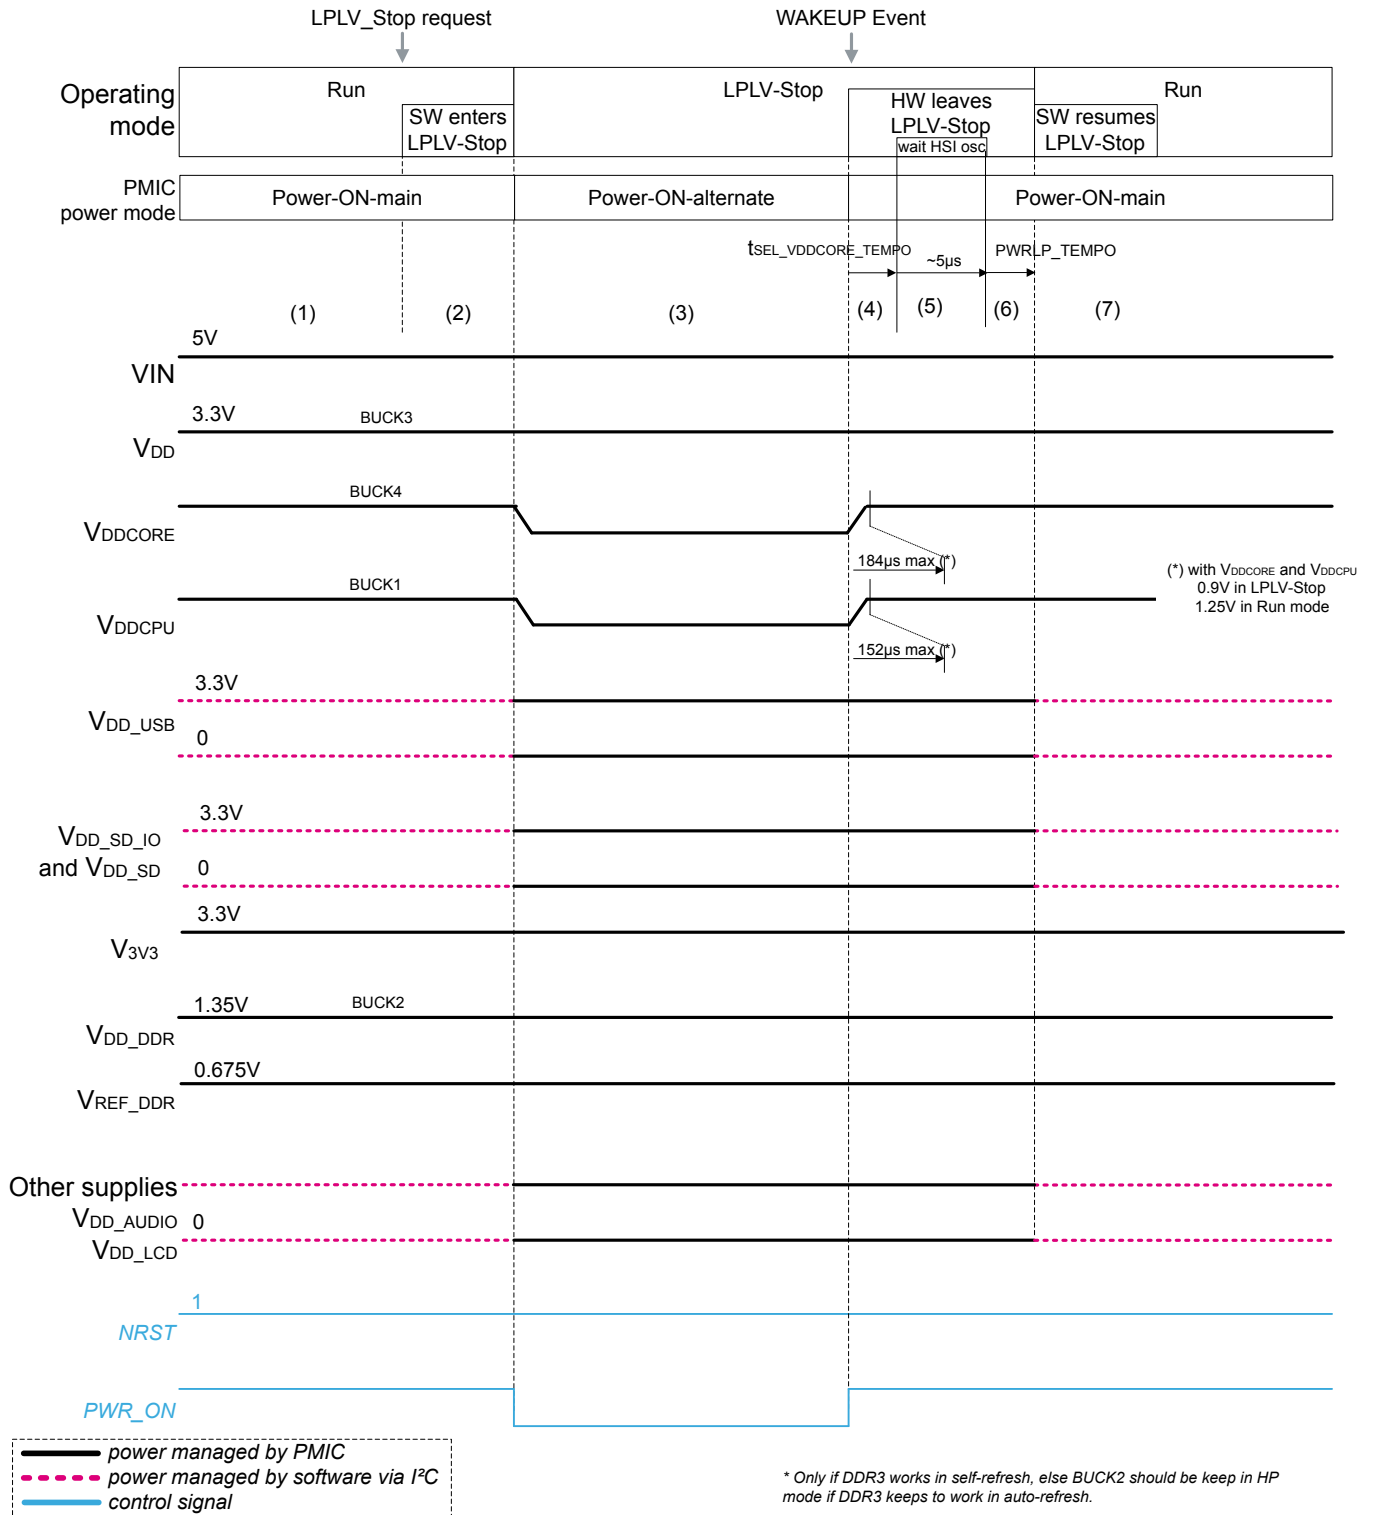 LPLV_Stop request
WAKEUP Event
Operating
mode
Run
SW enters
LPLV-Stop
LPLV-Stop
HW leaves
LPLV-Stop
wait HSI osc
Run
SW resumes
LPLV-Stop
PMIC
power mode
Power-ON-main
Power-ON-alternate
Power-ON-main
tSEL_VDDCORE_TEMPO
~5µs
PWRLP_TEMPO
(1)
(2)
(3)
(4)
(5)
(6)
(7)
5V
VIN
3.3V
BUCK3
VDD
BUCK4
VDDCORE
184µs max (*)
BUCK1
VDDCPU
152µs max (*)
(*) with VDDCORE and VDDCPU
0.9V in LPLV-Stop
1.25V in Run mode
3.3V
VDD_USB
0
3.3V
VDD_SD_IO
and VDD_SD
0
3.3V
V3V3
1.35V
BUCK2
VDD_DDR
0.675V
VREF_DDR
Other supplies
VDD_AUDIO
0
VDD_LCD
1
NRST
PWR_ON
power managed by PMIC
power managed by software via I²C
control signal
* Only if DDR3 works in self-refresh, else BUCK2 should be keep in HP
mode if DDR3 keeps to work in auto-refresh.